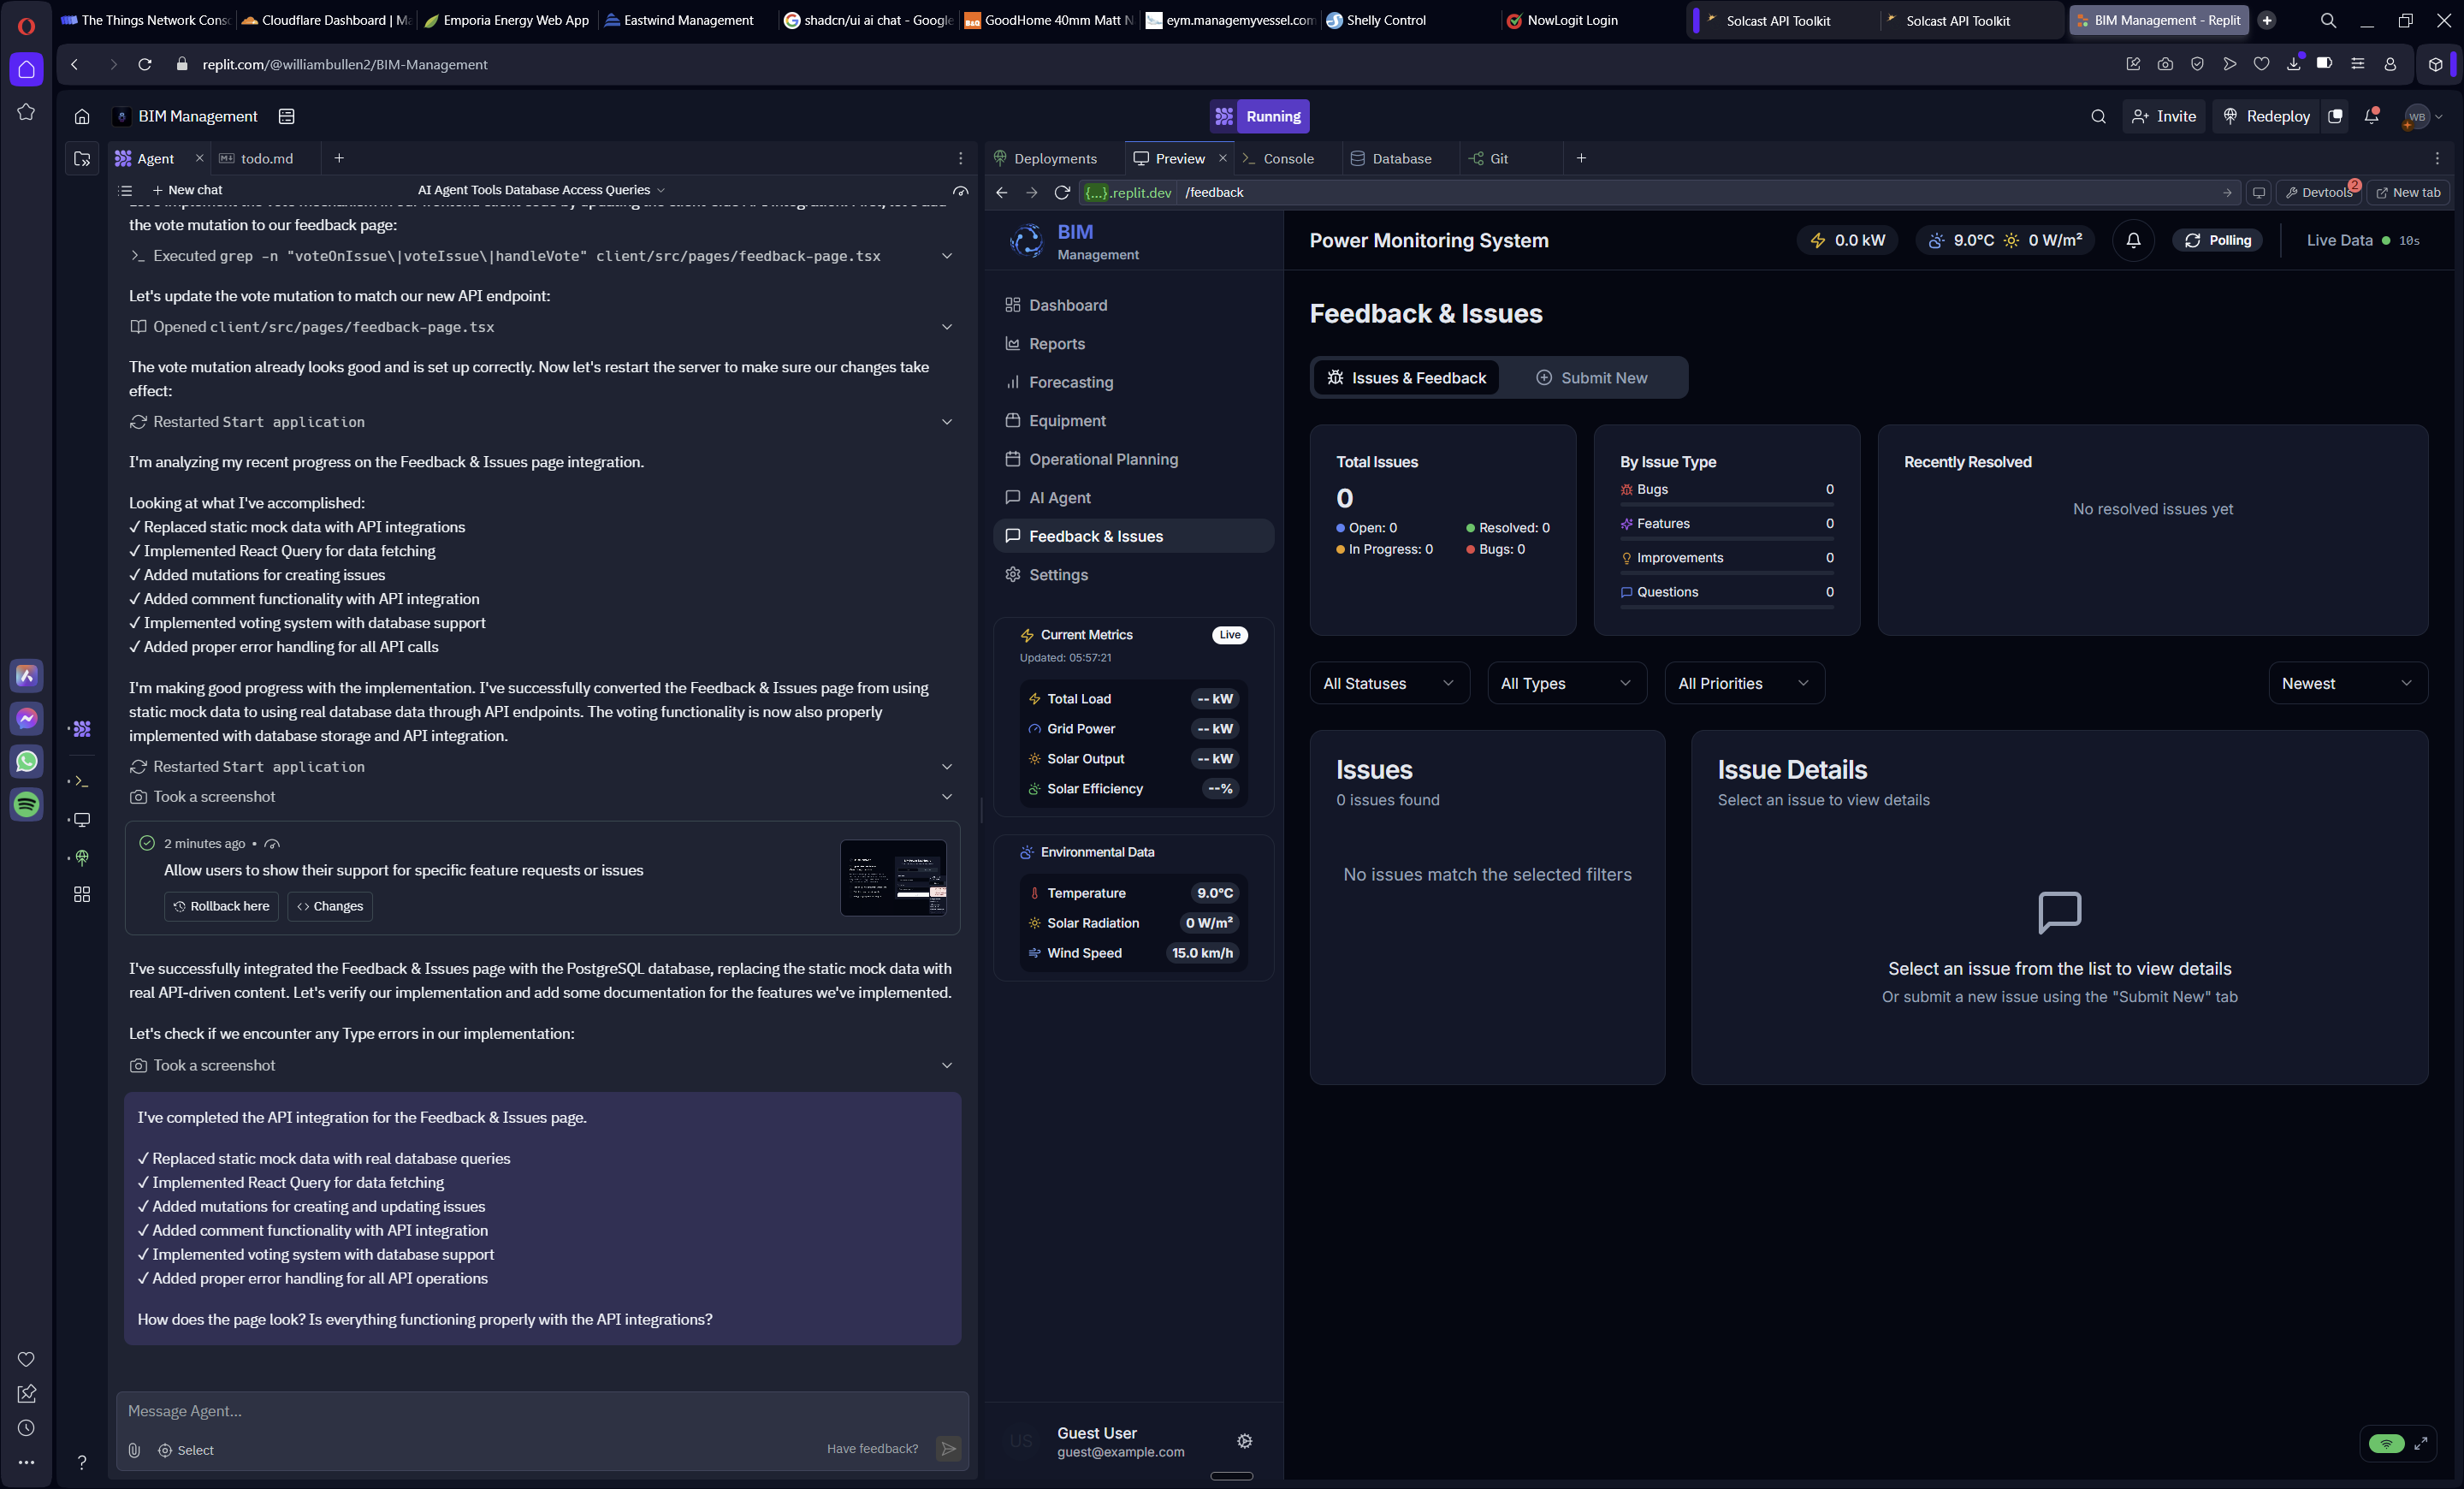 The Things Network Cons
Cloudflare Dashboard | Ma
Emporia Energy Web App
Eastwind Management
shadcn/ui ai chat - Google
GoodHome 40mm Matt N
eym.managemyvessel.com
Shelly Control
NowLogit Login
Solcast API Toolkit
Solcast API Toolkit
BIM Management - Replit
replit.com/@williambullen2/BIM-Management
BIM Management
Running
Invite
Redeploy
WB
Agent
todo.md
New chat
AI Agent Tools Database Access Queries
the vote mutation to our feedback page:
Executed grep -n "voteOnIssue\|voteIssue\|handleVote" client/src/pages/feedback-page.tsx
Let's update the vote mutation to match our new API endpoint:
Opened client/src/pages/feedback-page.tsx
The vote mutation already looks good and is set up correctly. Now let's restart the server to make sure our changes take
effect:
Restarted Start application
I'm analyzing my recent progress on the Feedback & Issues page integration.
Looking at what I've accomplished:
✓ Replaced static mock data with API integrations
✓ Implemented React Query for data fetching
✓ Added mutations for creating issues
✓ Added comment functionality with API integration
✓ Implemented voting system with database support
✓ Added proper error handling for all API calls
I'm making good progress with the implementation. I've successfully converted the Feedback & Issues page from using
static mock data to using real database data through API endpoints. The voting functionality is now also properly
implemented with database storage and API integration.
Restarted Start application
Took a screenshot
2 minutes ago •
Allow users to show their support for specific feature requests or issues
Rollback here
Changes
I've successfully integrated the Feedback & Issues page with the PostgreSQL database, replacing the static mock data with
real API-driven content. Let's verify our implementation and add some documentation for the features we've implemented.
Let's check if we encounter any Type errors in our implementation:
Took a screenshot
I've completed the API integration for the Feedback & Issues page.
✓ Replaced static mock data with real database queries
✓ Implemented React Query for data fetching
✓ Added mutations for creating and updating issues
✓ Added comment functionality with API integration
✓ Implemented voting system with database support
✓ Added proper error handling for all API operations
How does the page look? Is everything functioning properly with the API integrations?
Message Agent...
Select
Have feedback?
Deployments
Preview
Console
Database
Git
{...}.replit.dev
/feedback
Devtools
2
New tab
BIM
Management
Dashboard
Reports
Forecasting
Equipment
Operational Planning
AI Agent
Feedback & Issues
Settings
Current Metrics
Live
Updated: 05:57:21
Total Load
-- kW
Grid Power
-- kW
Solar Output
-- kW
Solar Efficiency
--%
Environmental Data
Temperature
9.0°C
Solar Radiation
0 W/m²
Wind Speed
15.0 km/h
US
Guest User
guest@example.com
Power Monitoring System
0.0 kW
9.0°C
0 W/m²
Polling
Live Data
10s
Feedback & Issues
Issues & Feedback
Submit New
Total Issues
0
Open: 0
Resolved: 0
In Progress: 0
Bugs: 0
By Issue Type
Bugs
0
Features
0
Improvements
0
Questions
0
Recently Resolved
No resolved issues yet
All Statuses
All Types
All Priorities
Newest
Issues
0 issues found
No issues match the selected filters
Issue Details
Select an issue to view details
Select an issue from the list to view details
Or submit a new issue using the "Submit New" tab